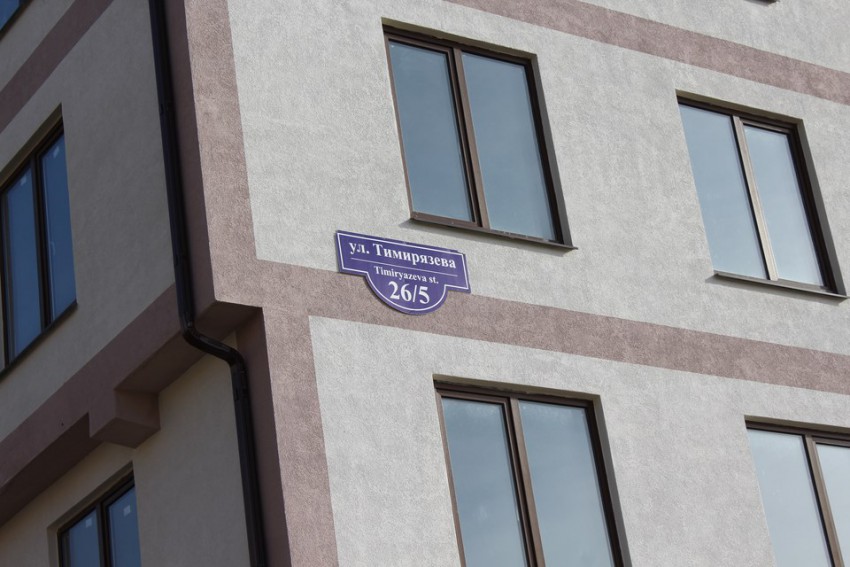 ул. Тимирязева
Timiryazeva st.
26/5